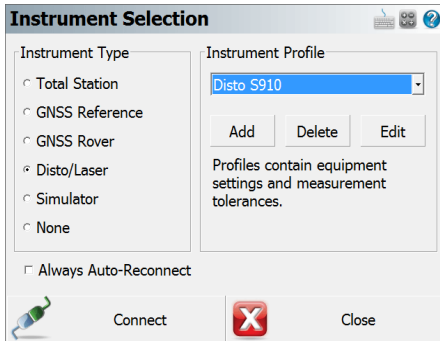 Instrument Selection
Instrument Type
Total Station
GNSS Reference
GNSS Rover
Disto/Laser
Simulator
None
Instrument Profile
Disto S910
Add Delete Edit
Profiles contain equipment
settings and measurement
tolerances.
Always Auto-Reconnect
Connect Close